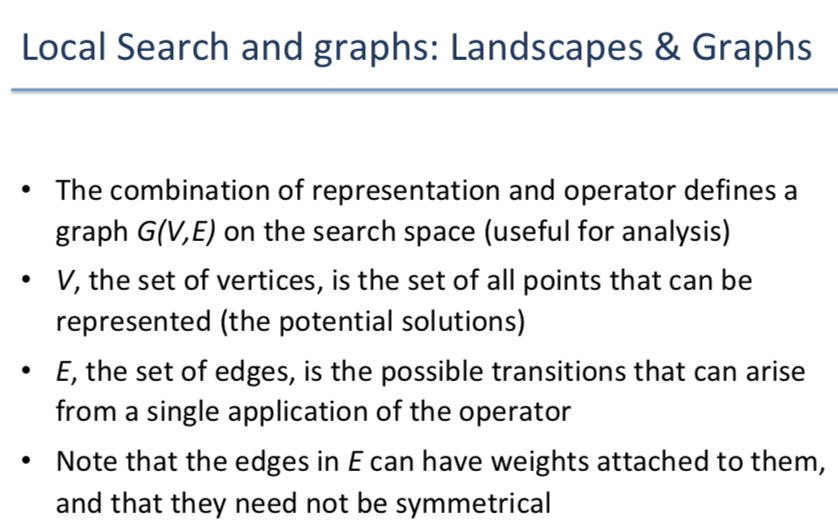 Local Search and graphs: Landscapes & Graphs
• The combination of representation and operator defines a
graph G(V,E) on the search space (useful for analysis)
• V, the set of vertices, is the set of all points that can be
represented (the potential solutions)
• E, the set of edges, is the possible transitions that can arise
from a single application of the operator
• Note that the edges in E can have weights attached to them,
and that they need not be symmetrical